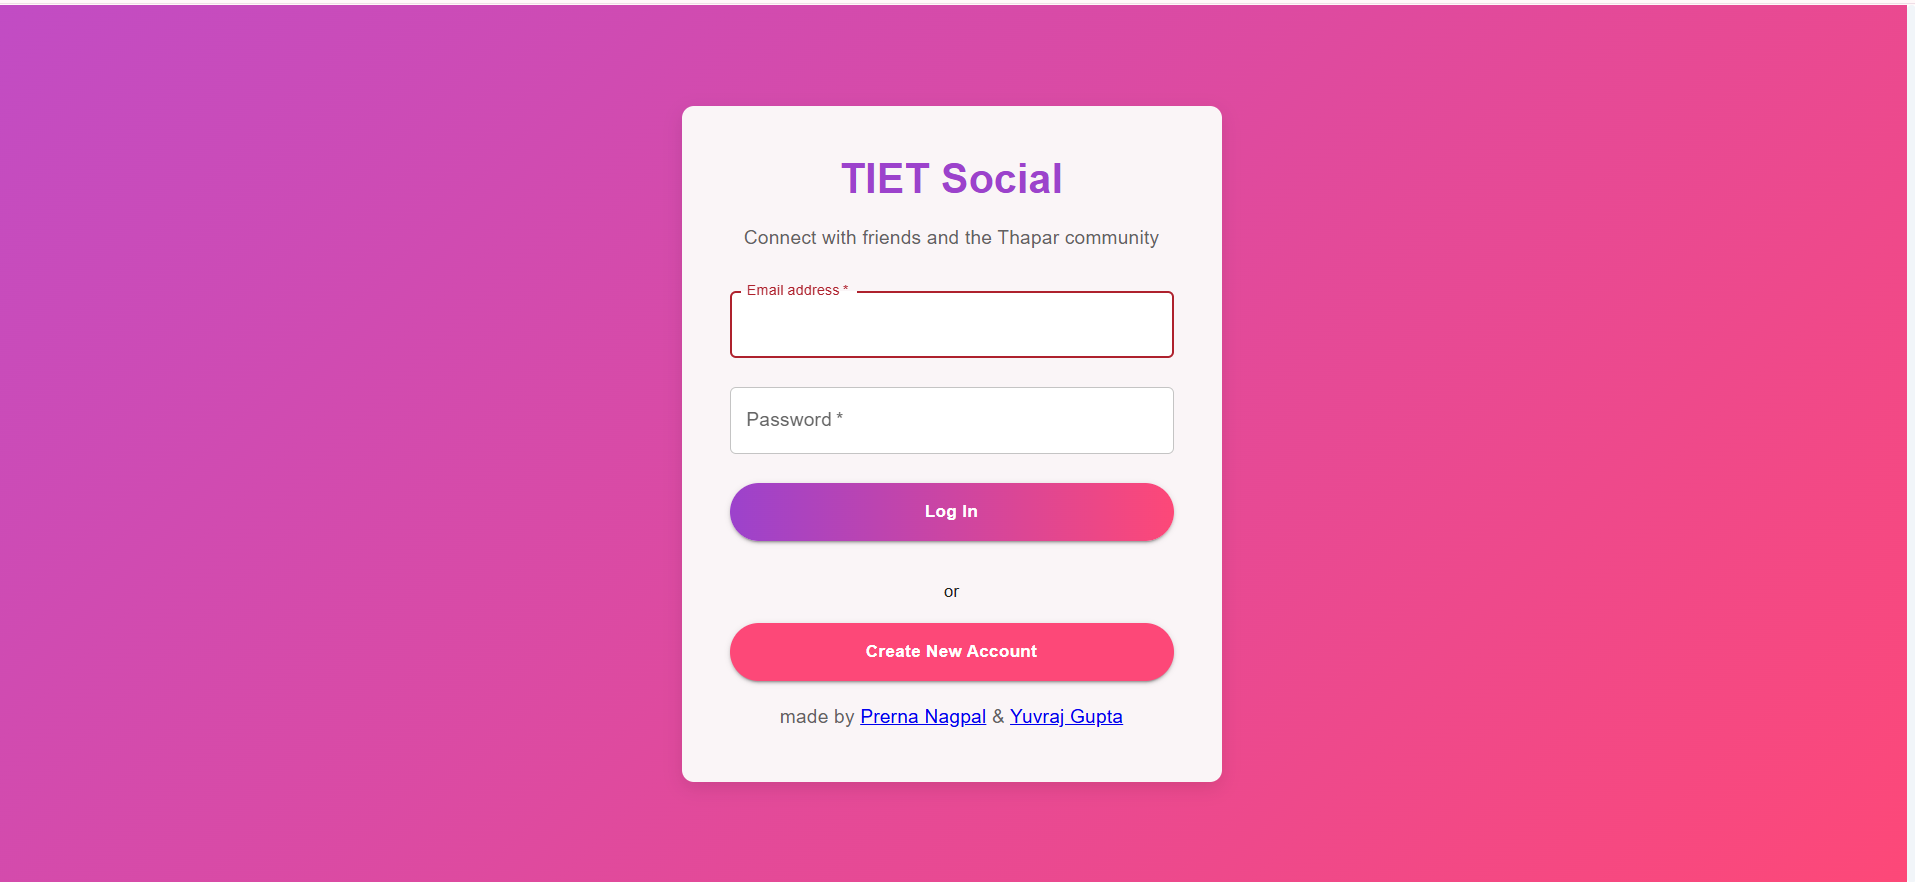 TIET Social
Connect with friends and the Thapar community
Email address *
Password *
Log In
or
Create New Account
made by Prerna Nagpal & Yuvraj Gupta